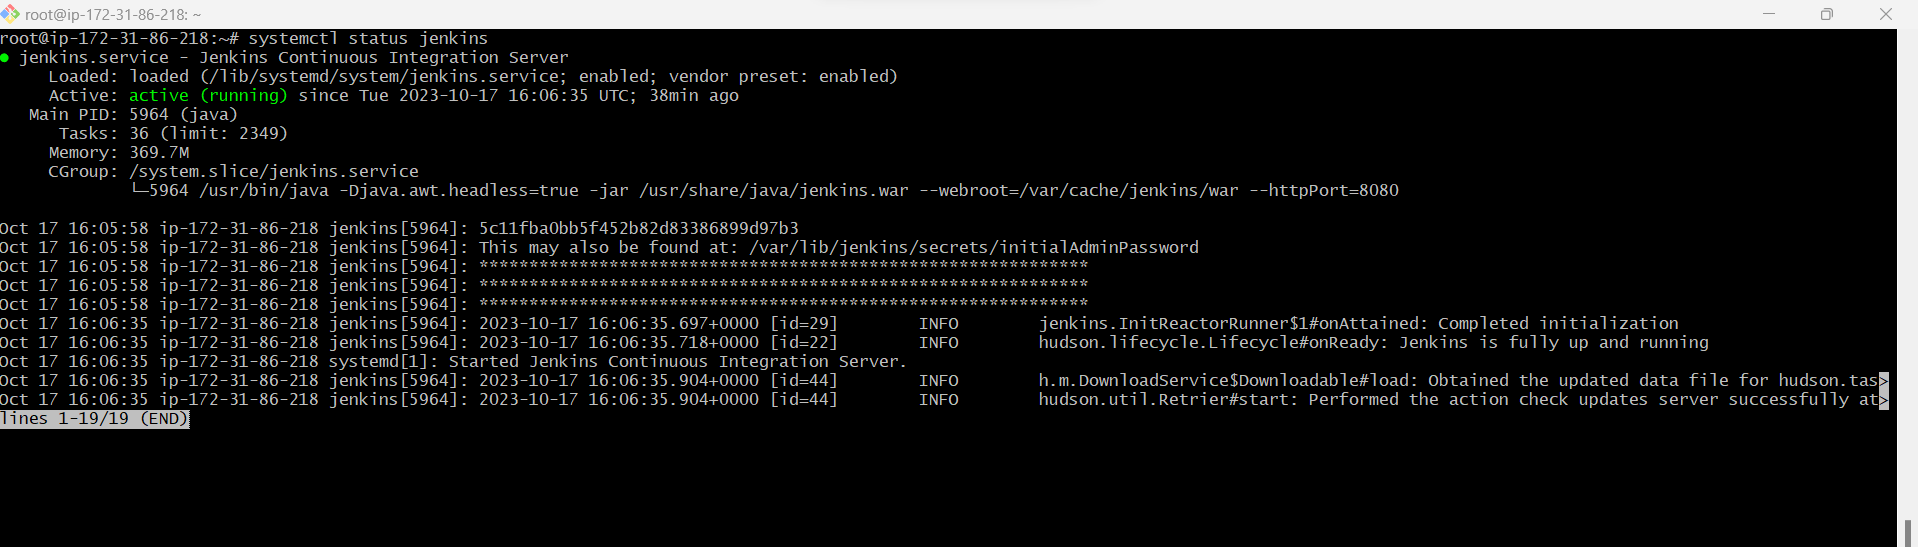 root@ip-172-31-86-218: ~
root@ip-172-31-86-218:~# systemctl status jenkins
● jenkins.service - Jenkins Continuous Integration Server
     Loaded: loaded (/lib/systemd/system/jenkins.service; enabled; vendor preset: enabled)
     Active: active (running) since Tue 2023-10-17 16:06:35 UTC; 38min ago
   Main PID: 5964 (java)
      Tasks: 36 (limit: 2349)
     Memory: 369.7M
     CGroup: /system.slice/jenkins.service
             └─5964 /usr/bin/java -Djava.awt.headless=true -jar /usr/share/java/jenkins.war --webroot=/var/cache/jenkins/war --httpPort=8080

Oct 17 16:05:58 ip-172-31-86-218 jenkins[5964]: 5c11fba0bb5f452b82d83386899d97b3
Oct 17 16:05:58 ip-172-31-86-218 jenkins[5964]: This may also be found at: /var/lib/jenkins/secrets/initialAdminPassword
Oct 17 16:05:58 ip-172-31-86-218 jenkins[5964]: *************************************************************
Oct 17 16:05:58 ip-172-31-86-218 jenkins[5964]: *************************************************************
Oct 17 16:05:58 ip-172-31-86-218 jenkins[5964]: *************************************************************
Oct 17 16:06:35 ip-172-31-86-218 jenkins[5964]: 2023-10-17 16:06:35.697+0000 [id=29]        INFO        jenkins.InitReactorRunner$1#onAttained: Completed initialization
Oct 17 16:06:35 ip-172-31-86-218 jenkins[5964]: 2023-10-17 16:06:35.718+0000 [id=22]        INFO        hudson.lifecycle.Lifecycle#onReady: Jenkins is fully up and running
Oct 17 16:06:35 ip-172-31-86-218 systemd[1]: Started Jenkins Continuous Integration Server.
Oct 17 16:06:35 ip-172-31-86-218 jenkins[5964]: 2023-10-17 16:06:35.904+0000 [id=44]        INFO        h.m.DownloadService$Downloadable#load: Obtained the updated data file for hudson.tas>
Oct 17 16:06:35 ip-172-31-86-218 jenkins[5964]: 2023-10-17 16:06:35.904+0000 [id=44]        INFO        hudson.util.Retrier#start: Performed the action check updates server successfully at>
lines 1-19/19 (END)